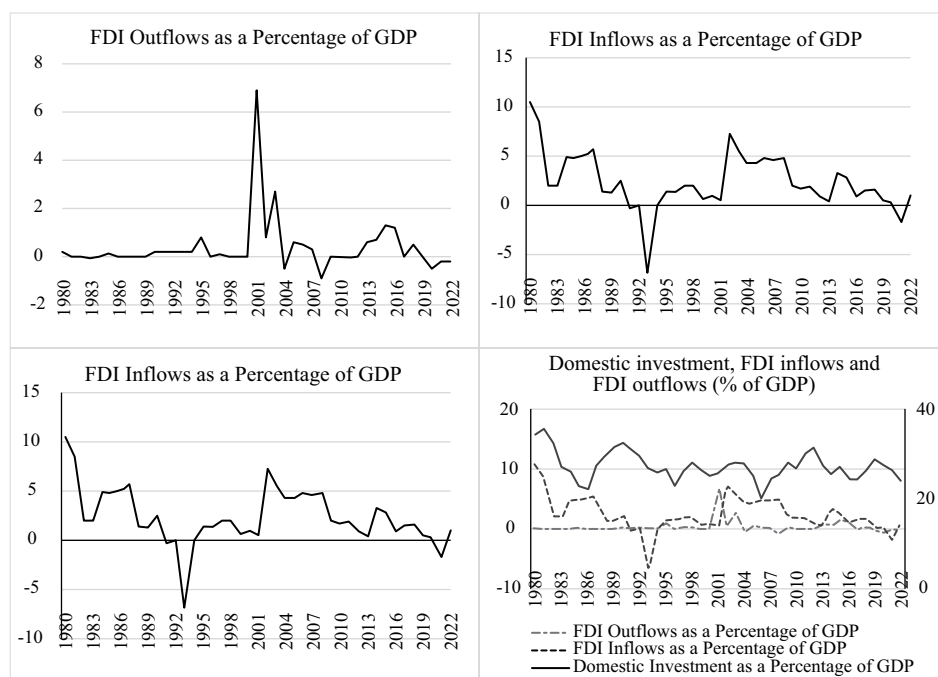 FDI Outflows as a Percentage of GDP
8
6
4
2
0
-2
1980 1983 1986 1989 1992 1995 1998 2001 2004 2007 2010 2013 2016 2019 2022
FDI Inflows as a Percentage of GDP
15
10
5
0
-5
-10
1980 1983 1986 1989 1992 1995 1998 2001 2004 2007 2010 2013 2016 2019 2022
FDI Inflows as a Percentage of GDP
15
10
5
0
-5
-10
1980 1983 1986 1989 1992 1995 1998 2001 2004 2007 2010 2013 2016 2019 2022
Domestic investment, FDI inflows and
FDI outflows (% of GDP)
20
10
0
-10
40
20
0
1980 1983 1986 1989 1992 1995 1998 2001 2004 2007 2010 2013 2016 2019 2022
FDI Outflows as a Percentage of GDP
FDI Inflows as a Percentage of GDP
Domestic Investment as a Percentage of GDP